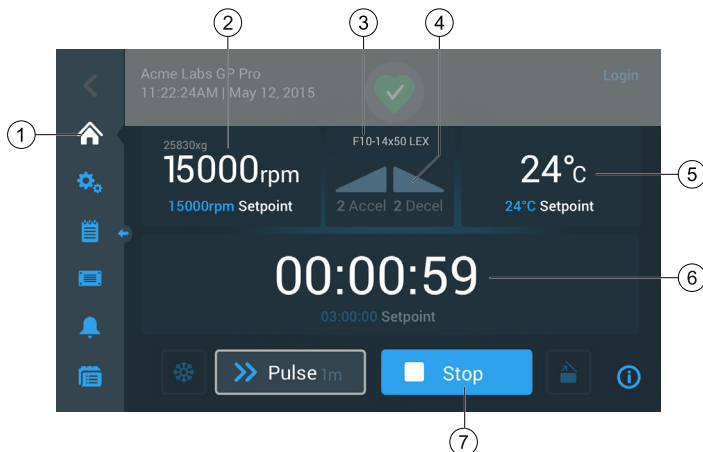 2
3
4
Acme Labs GP Pro
Login
11:22:24AM | May 12, 2015
1
25830xg
F10-14x50 LEX
15000rpm
24°c
5
2 Accel 2 Decel
15000rpm Setpoint
24°C Setpoint
00:00:59
6
03:00:00 Setpoint
Pulse 1m
Stop
7